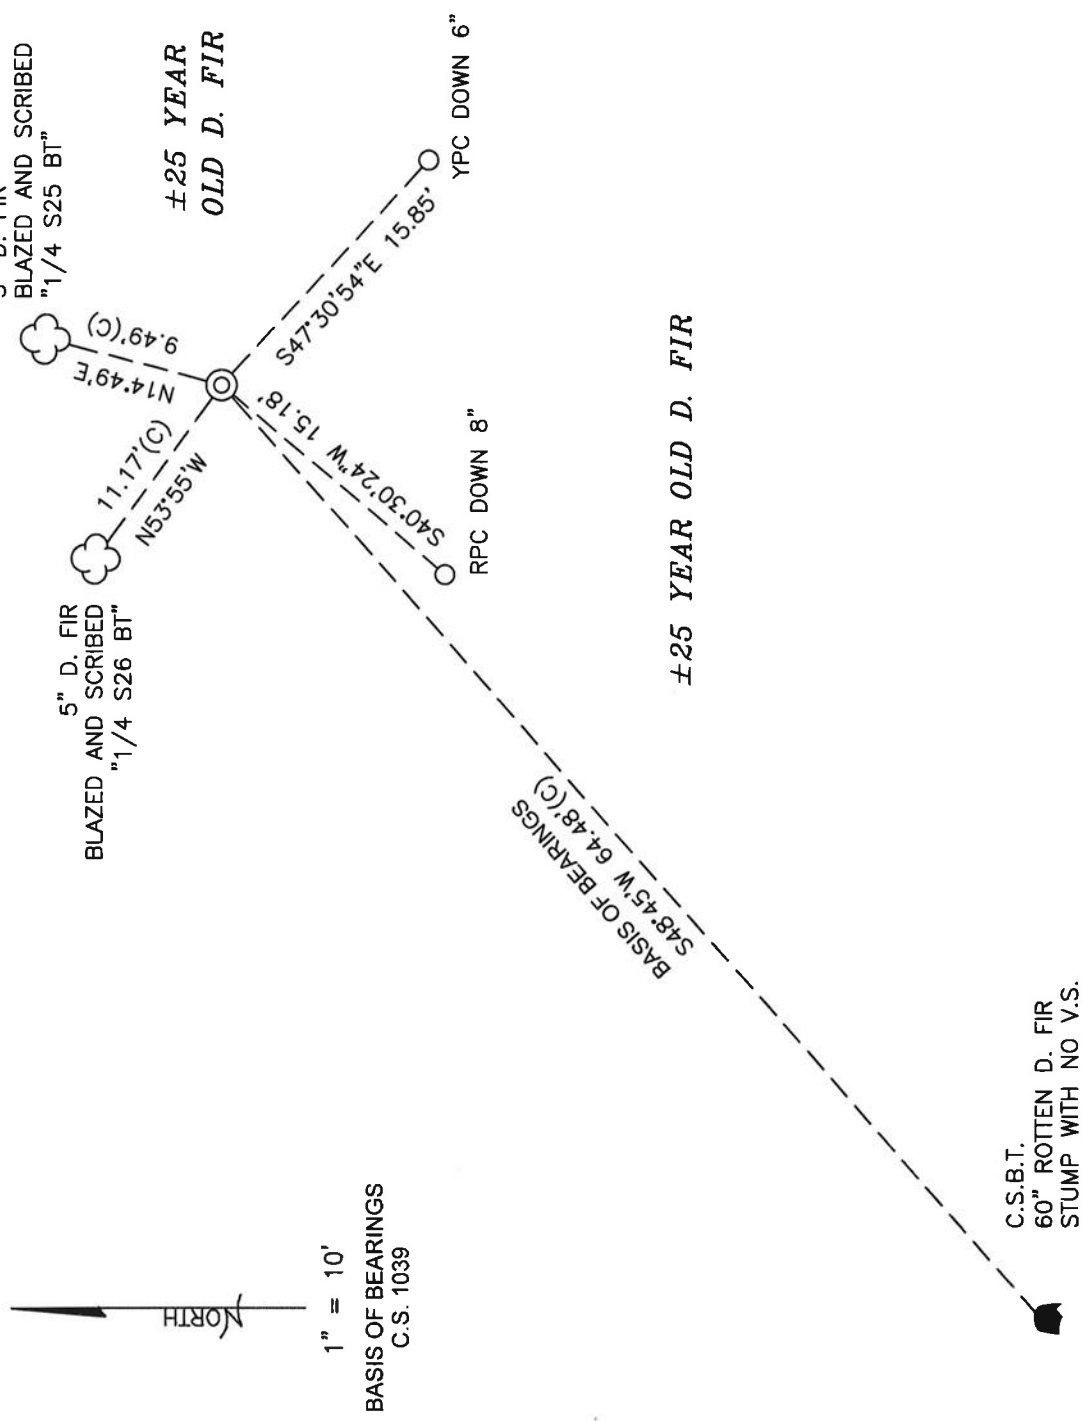 D. FIR
BLAZED AND SCRIBED
"1/4 S25 BT"
±25 YEAR
OLD D. FIR
N14°49'E
9.49'(C)
11.17'(C)
N53°55'W
5" D. FIR
BLAZED AND SCRIBED
"1/4 S26 BT"
S47°30'54"E 15.85'
YPC DOWN 6"
S40°30'24"W 15.18'
RPC DOWN 8"
±25 YEAR OLD D. FIR
BASIS OF BEARINGS
S48°45'W 64.48'(C)
C.S.B.T.
60" ROTTEN D. FIR
STUMP WITH NO V.S.
NORTH
1" = 10'
BASIS OF BEARINGS
C.S. 1039